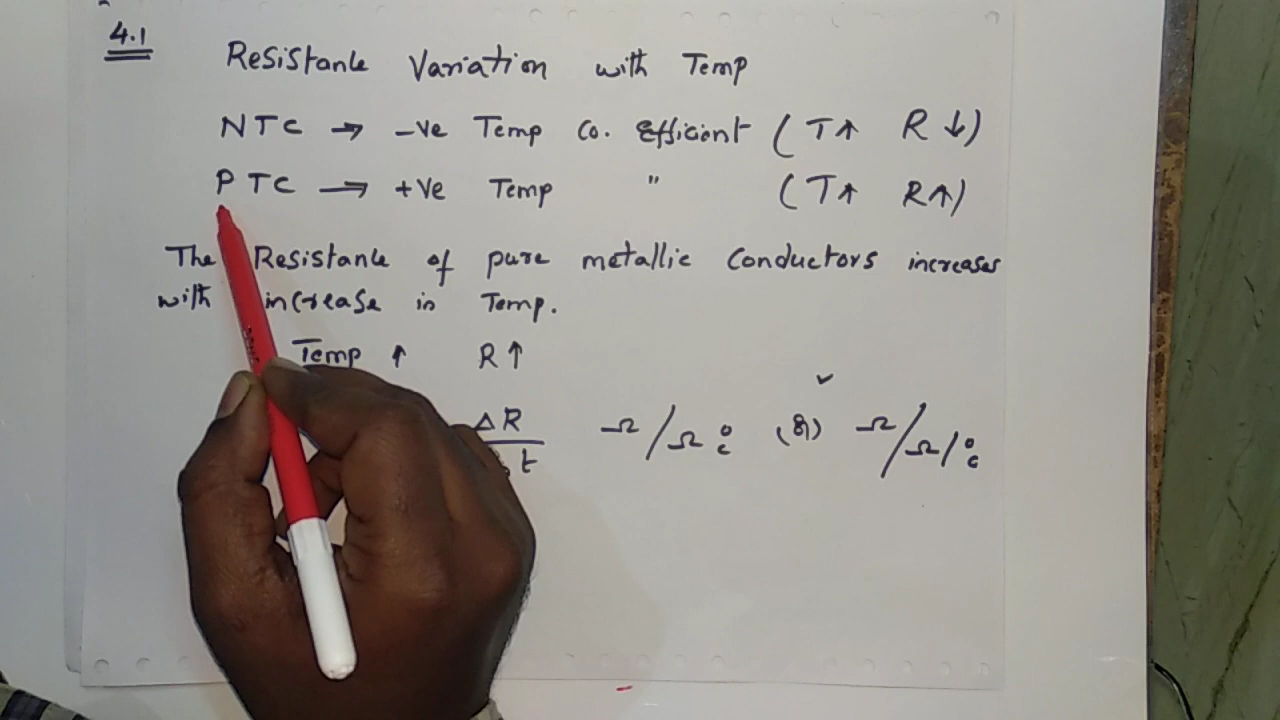 4.1
Resistance Variation with Temp
NTC → -ve Temp Co. Efficient (T↑ R↓)
PTC → +ve Temp " (T↑ R↑)
The Resistance of pure metallic Conductors increases
with increase in Temp.
Temp ↑ R↑
ΔR
t
Ω/Ω °c (or) Ω/Ω/°c